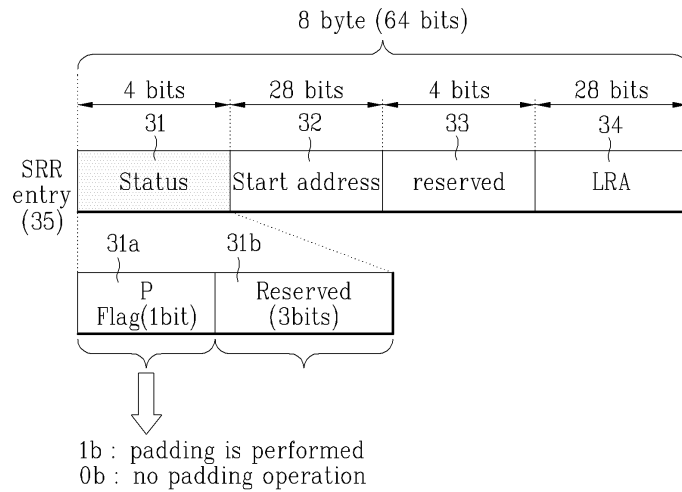 8 byte (64 bits)
4 bits 28 bits 4 bits 28 bits
31 32 33 34
SRR entry (35)
Status Start address reserved LRA
31a 31b
P Flag(1bit)
Reserved (3bits)
1b : padding is performed
0b : no padding operation